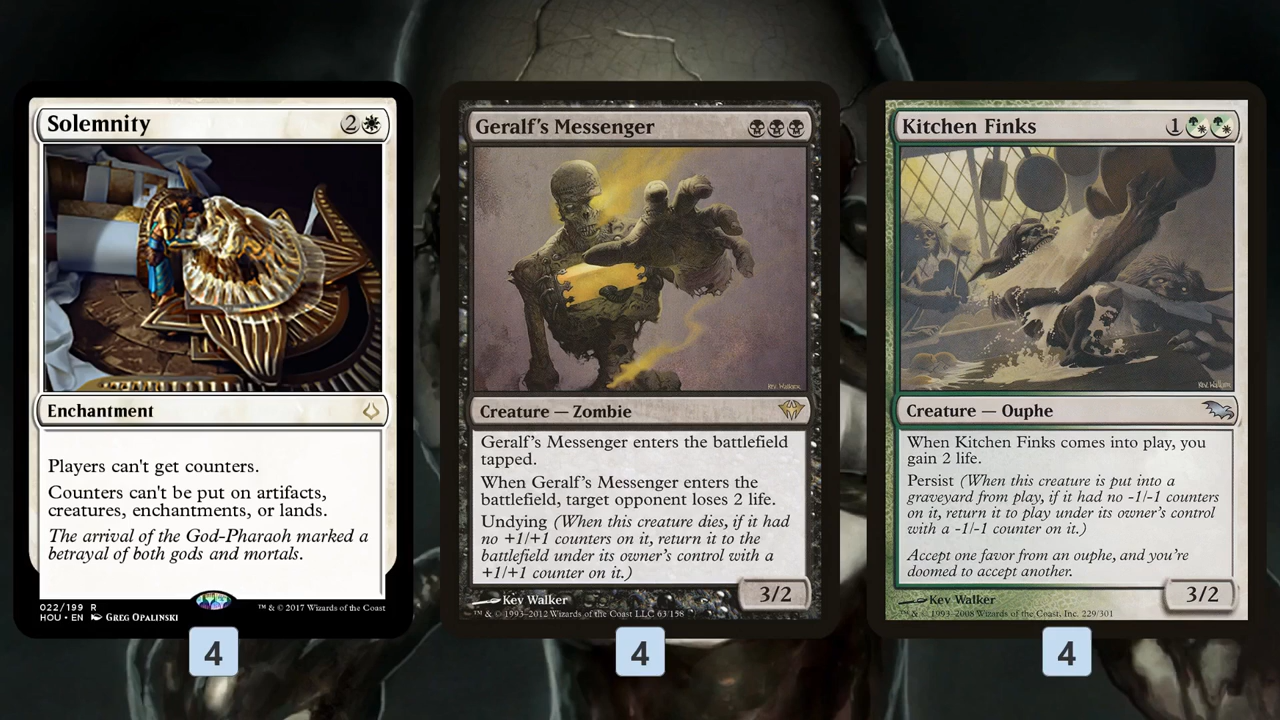 Solemnity 2
Enchantment
Players can't get counters.
Counters can't be put on artifacts,
creatures, enchantments, or lands.
The arrival of the God-Pharaoh marked a
betrayal of both gods and mortals.
022/199 R
HOU • EN GREG OPALINSKI
™ & © 2017 Wizards of the Coast
4
Geralf's Messenger
Kev Walker
Creature — Zombie
Geralf's Messenger enters the battlefield
tapped.
When Geralf's Messenger enters the
battlefield, target opponent loses 2 life.
Undying (When this creature dies, if it had
no +1/+1 counters on it, return it to the
battlefield under its owner's control with a
+1/+1 counter on it.)
3/2
Kev Walker
™ & © 1993–2012 Wizards of the Coast LLC 63/158
4
Kitchen Finks 1
Kev Walker
Creature — Ouphe
When Kitchen Finks comes into play, you
gain 2 life.
Persist (When this creature is put into a
graveyard from play, if it had no -1/-1 counters
on it, return it to play under its owner's control
with a -1/-1 counter on it.)
Accept one favor from an ouphe, and you're
doomed to accept another.
3/2
Kev Walker
™ & © 1993–2008 Wizards of the Coast, Inc. 229/301
4